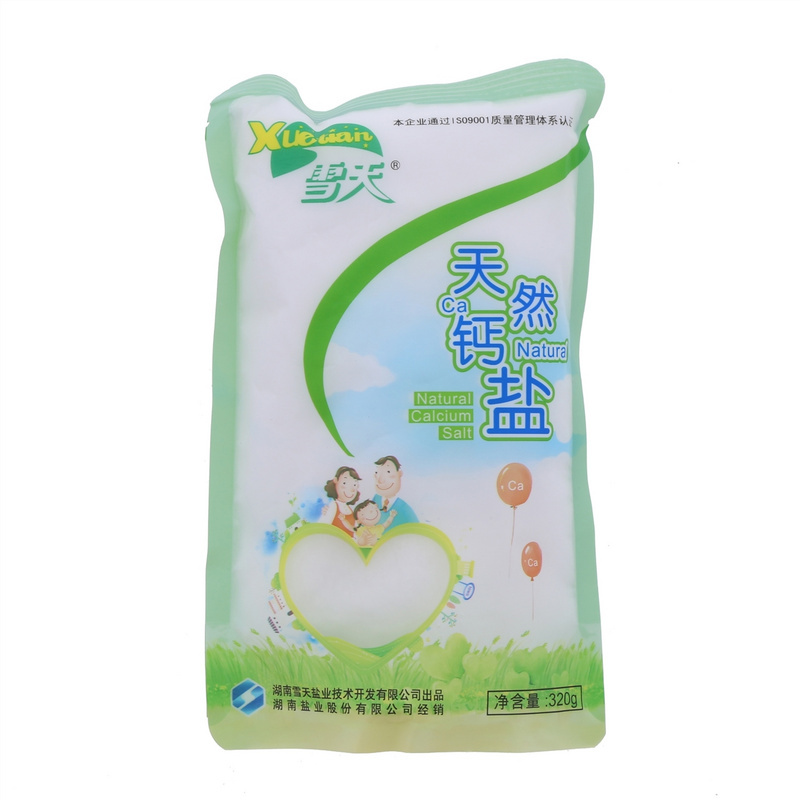 本企业通过ISO9001质量管理体系认
Xuetian
雪天®
天然
Ca
钙
Natural
盐
Natural
Calcium
Salt
Ca
Ca
湖南雪天盐业技术开发有限公司出品
湖南盐业股份有限公司经销
净含量:320g